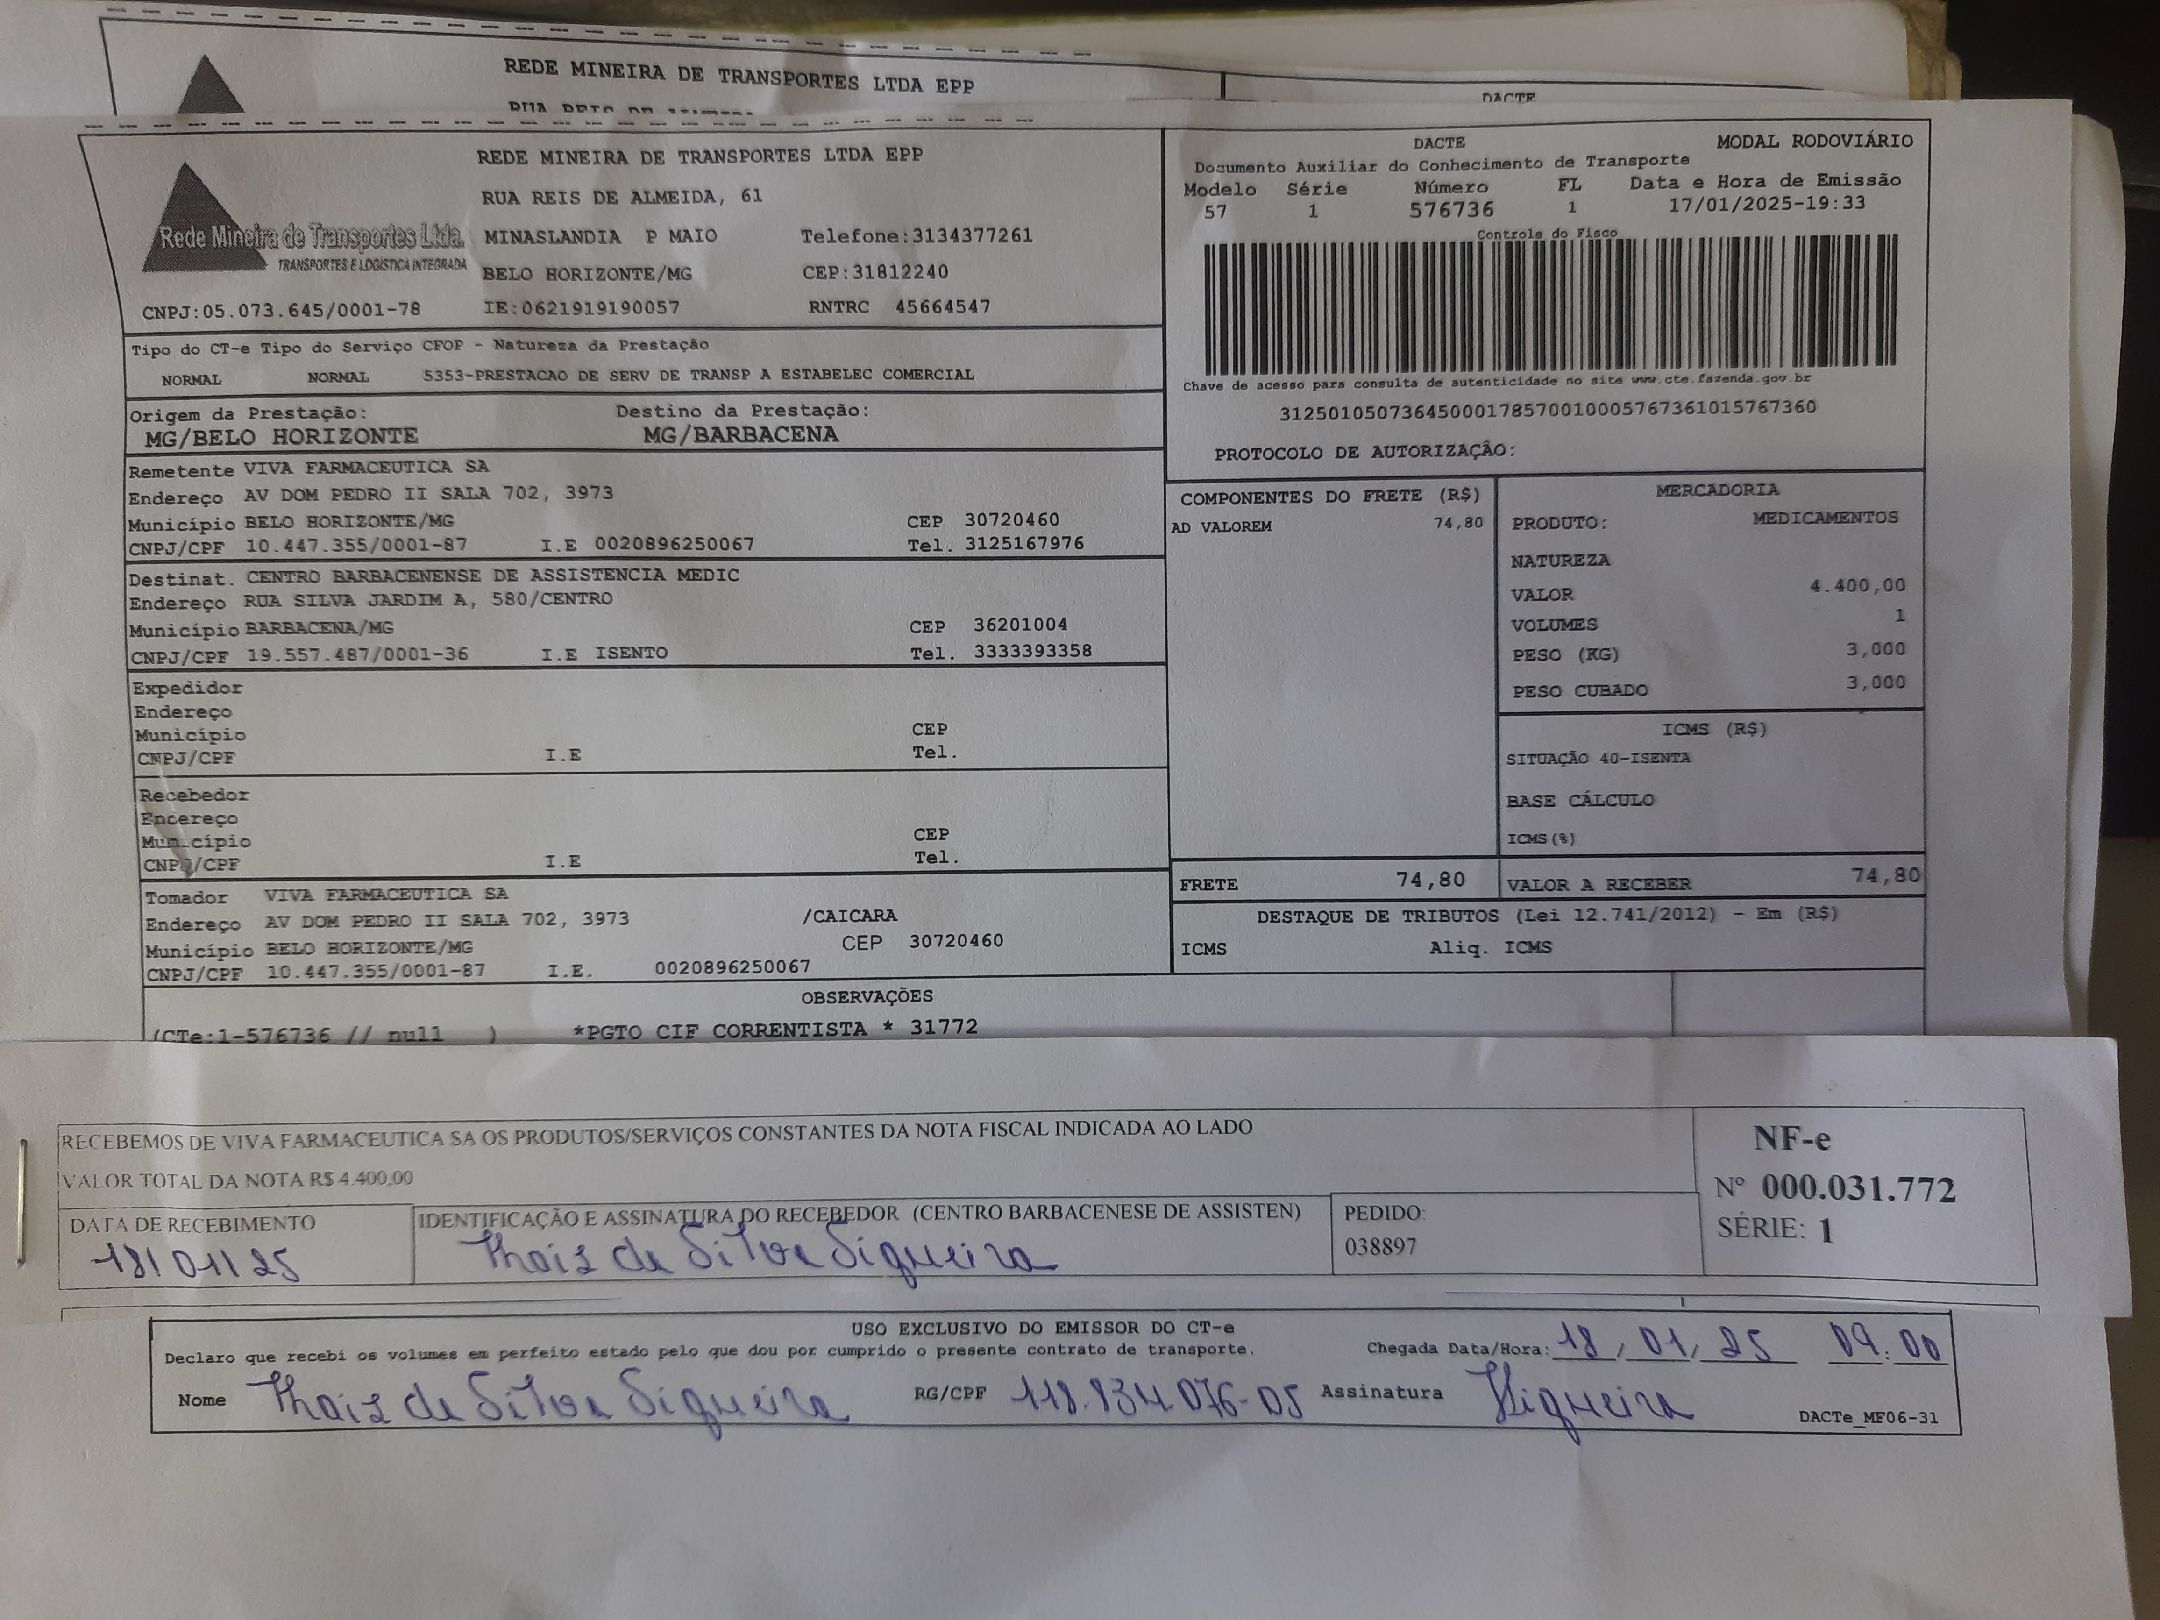 REDE MINEIRA DE TRANSPORTES LTDA EPP
DACTE
REDE MINEIRA DE TRANSPORTES LTDA EPP
RUA REIS DE ALMEIDA, 61
Rede Mineira de Transportes Ltda.
TRANSPORTES E LOGÍSTICA INTEGRADA
MINASLANDIA P MAIO Telefone:3134377261
BELO HORIZONTE/MG CEP:31812240
CNPJ:05.073.645/0001-78 IE:0621919190057 RNTRC 45664547
DACTE MODAL RODOVIÁRIO
Documento Auxiliar do Conhecimento de Transporte
Modelo Série Número FL Data e Hora de Emissão
57 1 576736 1 17/01/2025-19:33
Controle do Fisco
Chave de acesso para consulta de autenticidade no site www.cte.fazenda.gov.br
31250105073645000178570010005767361015767360
PROTOCOLO DE AUTORIZAÇÃO:
Tipo do CT-e Tipo do Serviço CFOP - Natureza da Prestação
NORMAL NORMAL 5353-PRESTACAO DE SERV DE TRANSP A ESTABELEC COMERCIAL
Origem da Prestação: Destino da Prestação:
MG/BELO HORIZONTE MG/BARBACENA
Remetente VIVA FARMACEUTICA SA
Endereço AV DOM PEDRO II SALA 702, 3973
Município BELO HORIZONTE/MG CEP 30720460
CNPJ/CPF 10.447.355/0001-87 I.E 0020896250067 Tel. 3125167976
Destinat. CENTRO BARBACENENSE DE ASSISTENCIA MEDIC
Endereço RUA SILVA JARDIM A, 580/CENTRO
Município BARBACENA/MG CEP 36201004
CNPJ/CPF 19.557.487/0001-36 I.E ISENTO Tel. 3333393358
Expedidor
Endereço
Município CEP
CNPJ/CPF I.E Tel.
Recebedor
Endereço
Município CEP
CNPJ/CPF I.E Tel.
Tomador VIVA FARMACEUTICA SA
Endereço AV DOM PEDRO II SALA 702, 3973 /CAICARA
Município BELO HORIZONTE/MG CEP 30720460
CNPJ/CPF 10.447.355/0001-87 I.E. 0020896250067
COMPONENTES DO FRETE (R$)
AD VALOREM 74,80
MERCADORIA
PRODUTO: MEDICAMENTOS
NATUREZA
VALOR 4.400,00
VOLUMES 1
PESO (KG) 3,000
PESO CUBADO 3,000
ICMS (R$)
SITUAÇÃO 40-ISENTA
BASE CÁLCULO
ICMS(%)
FRETE 74,80 VALOR A RECEBER 74,80
DESTAQUE DE TRIBUTOS (Lei 12.741/2012) - Em (R$)
ICMS Aliq. ICMS
OBSERVAÇÕES
(CTe:1-576736 // null ) *PGTO CIF CORRENTISTA * 31772
RECEBEMOS DE VIVA FARMACEUTICA SA OS PRODUTOS/SERVIÇOS CONSTANTES DA NOTA FISCAL INDICADA AO LADO
VALOR TOTAL DA NOTA R$ 4.400,00
DATA DE RECEBIMENTO
18/01/25
IDENTIFICAÇÃO E ASSINATURA DO RECEBEDOR (CENTRO BARBACENESE DE ASSISTEN)
Thais da Silva Siqueira
PEDIDO:
038897
NF-e
Nº 000.031.772
SÉRIE: 1
USO EXCLUSIVO DO EMISSOR DO CT-e
Declaro que recebi os volumes em perfeito estado pelo que dou por cumprido o presente contrato de transporte. Chegada Data/Hora: 18/01/25 09:00
Nome Thais da Silva Siqueira RG/CPF 118.834.076-05 Assinatura TSiqueira
DACTe_MF06-31